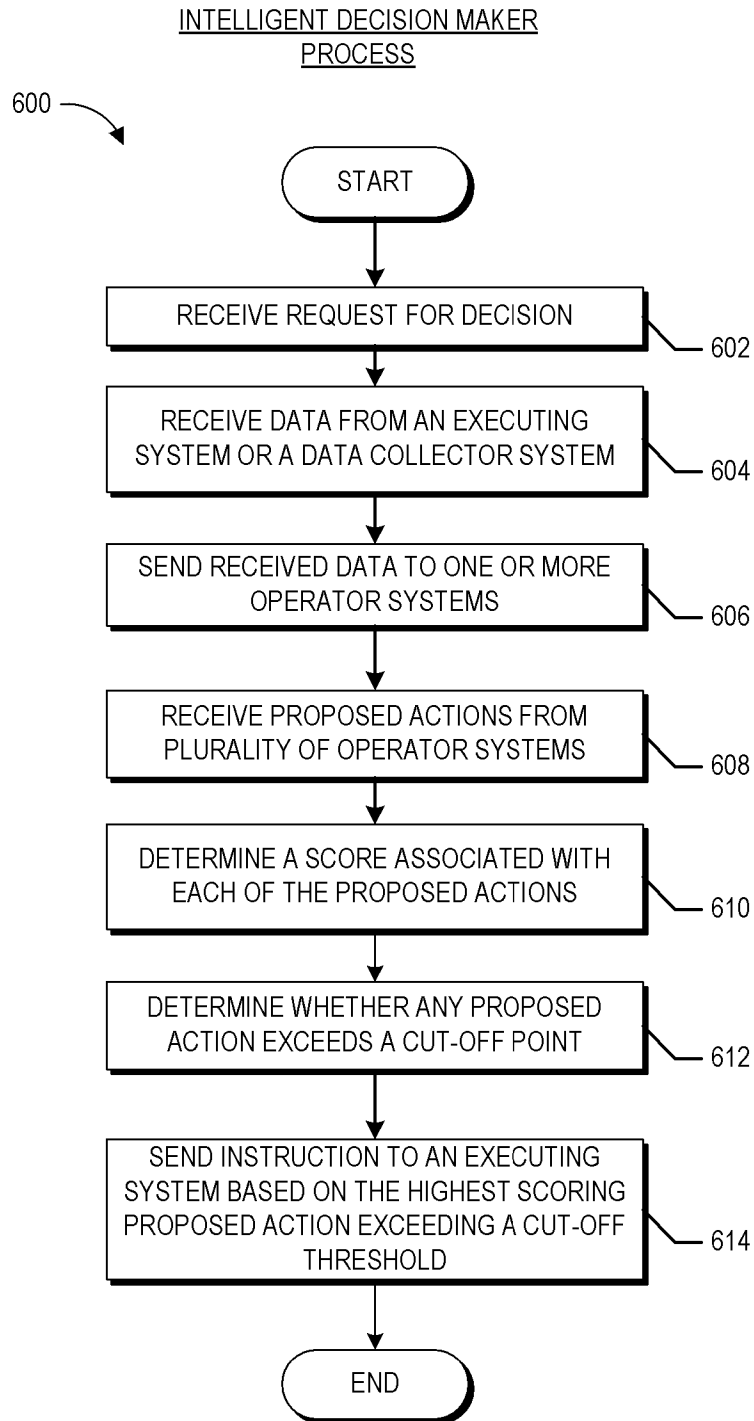 INTELLIGENT DECISION MAKER
PROCESS
600
START
RECEIVE REQUEST FOR DECISION
602
RECEIVE DATA FROM AN EXECUTING
SYSTEM OR A DATA COLLECTOR SYSTEM
604
SEND RECEIVED DATA TO ONE OR MORE
OPERATOR SYSTEMS
606
RECEIVE PROPOSED ACTIONS FROM
PLURALITY OF OPERATOR SYSTEMS
608
DETERMINE A SCORE ASSOCIATED WITH
EACH OF THE PROPOSED ACTIONS
610
DETERMINE WHETHER ANY PROPOSED
ACTION EXCEEDS A CUT-OFF POINT
612
SEND INSTRUCTION TO AN EXECUTING
SYSTEM BASED ON THE HIGHEST SCORING
PROPOSED ACTION EXCEEDING A CUT-OFF
THRESHOLD
614
END